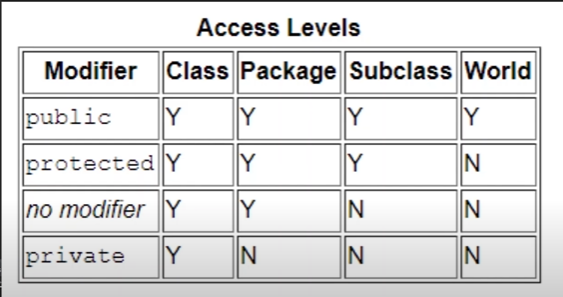 Access Levels
Modifier Class Package Subclass World
public Y Y Y Y
protected Y Y Y N
no modifier Y Y N N
private Y N N N